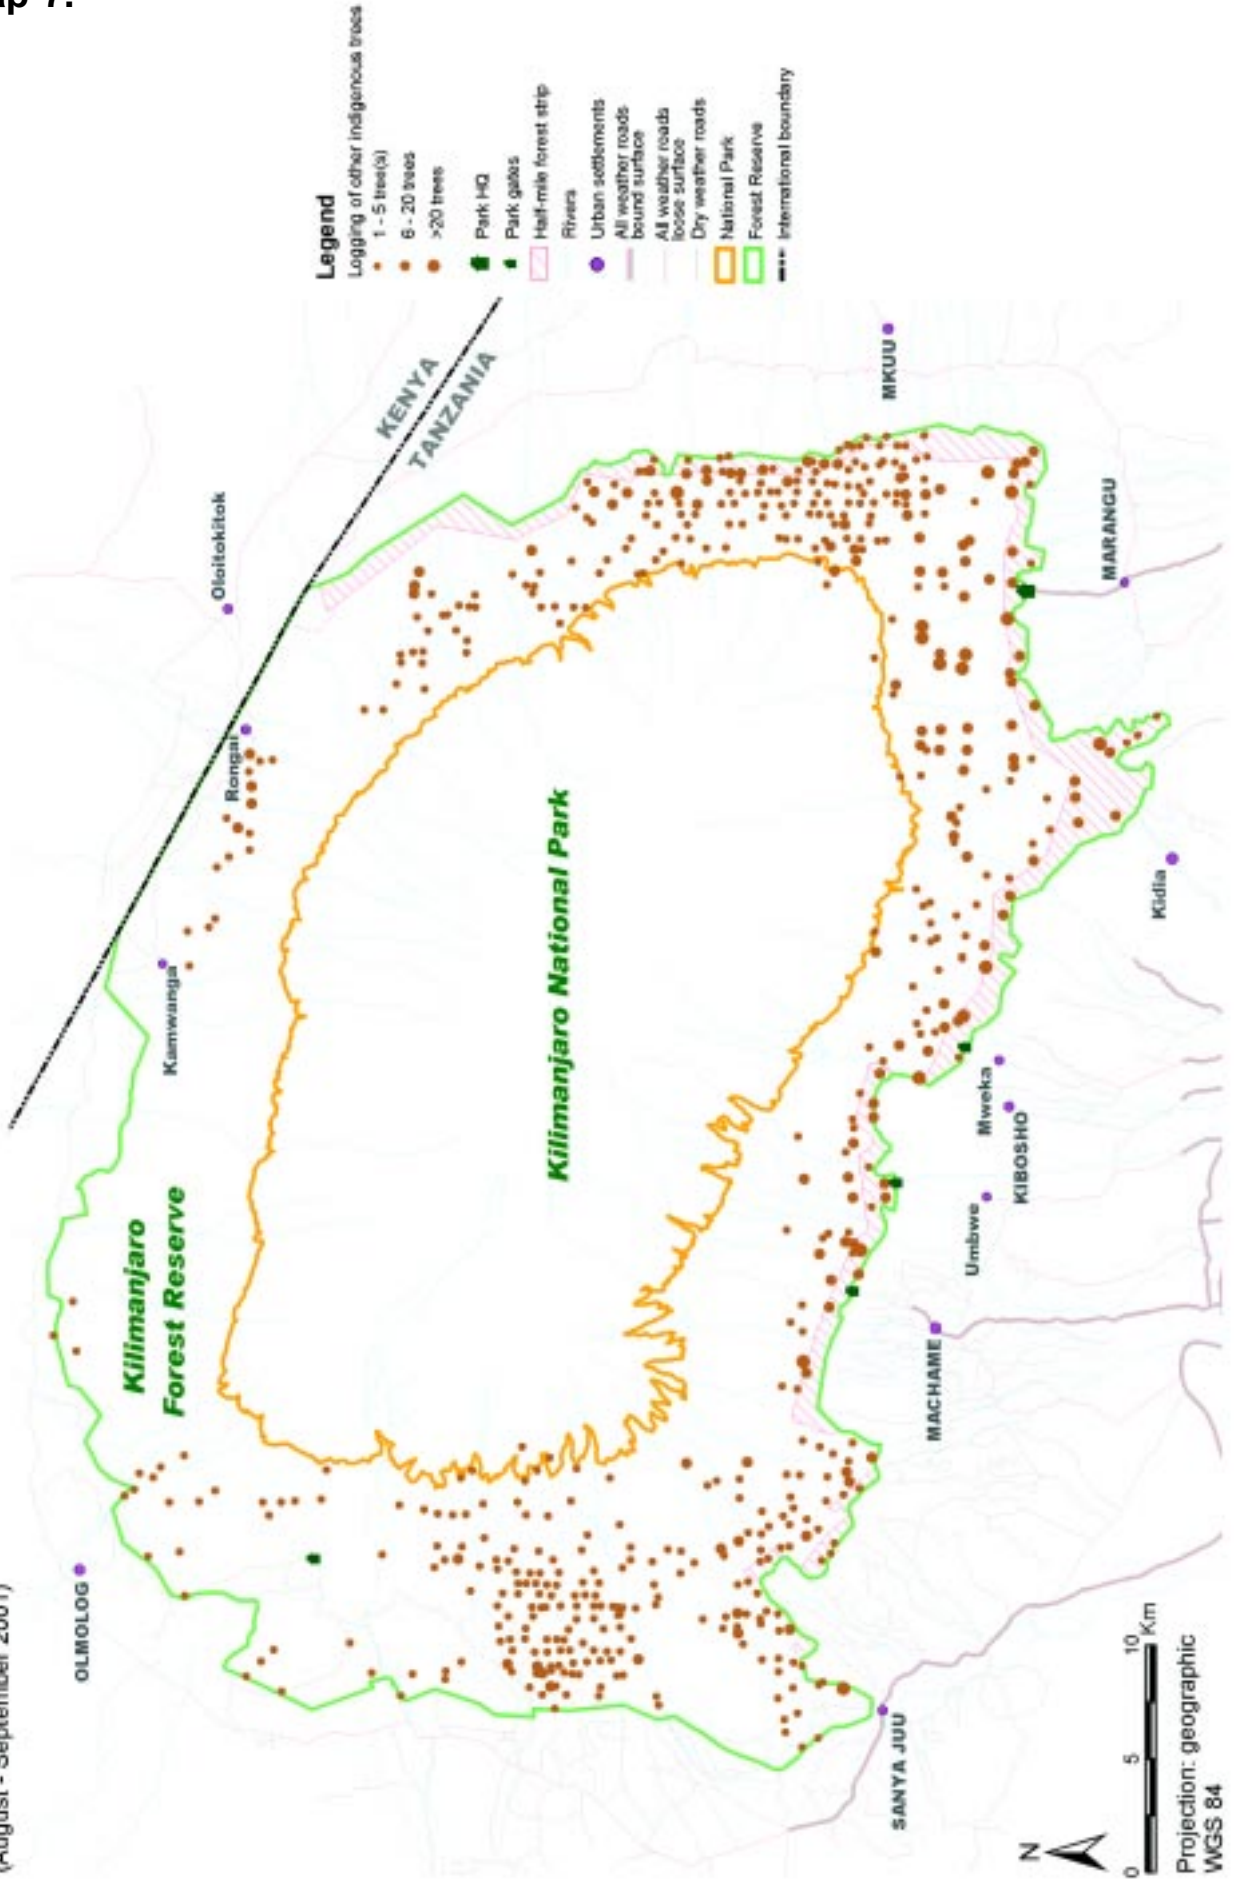 (August - September 2001)
Legend
Logging of other indigenous trees
1 - 5 tree(s)
6 - 20 trees
>20 trees
Park HQ
Park gates
Half-mile forest strip
Rivers
Urban settlements
All weather roads
bound surface
All weather roads
loose surface
Dry weather roads
National Park
Forest Reserve
International boundary
KENYA
TANZANIA
Oloitokitok
Rongai
Kamwanga
OLMOLOG
Kilimanjaro
Forest Reserve
Kilimanjaro National Park
MKUU
MARANGU
Kidia
Mweka
KIBOSHO
Umbwe
MACHAME
SANYA JUU
N
0 5 10 Km
Projection: geographic
WGS 84